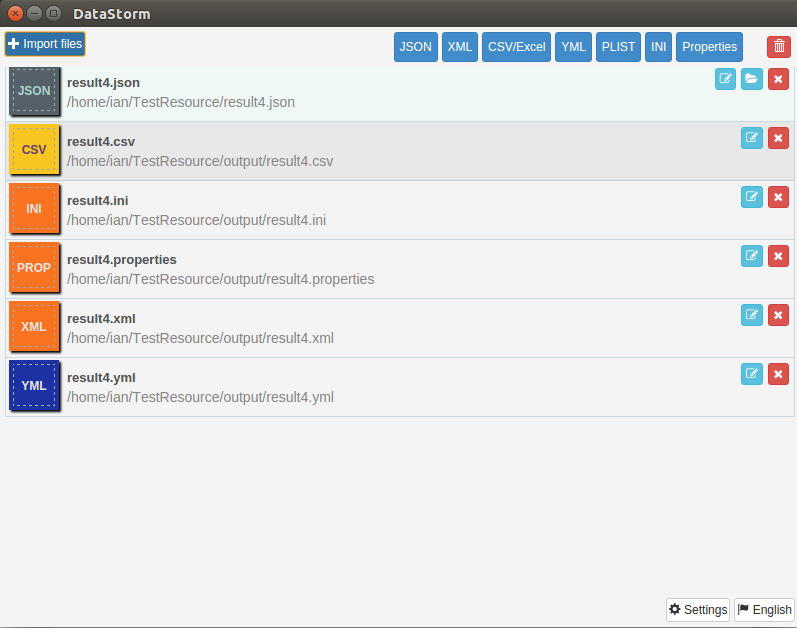 DataStorm
Import files
JSON XML CSV/Excel YML PLIST INI Properties
JSON
result4.json
/home/ian/TestResource/result4.json
CSV
result4.csv
/home/ian/TestResource/output/result4.csv
INI
result4.ini
/home/ian/TestResource/output/result4.ini
PROP
result4.properties
/home/ian/TestResource/output/result4.properties
XML
result4.xml
/home/ian/TestResource/output/result4.xml
YML
result4.yml
/home/ian/TestResource/output/result4.yml
Settings English